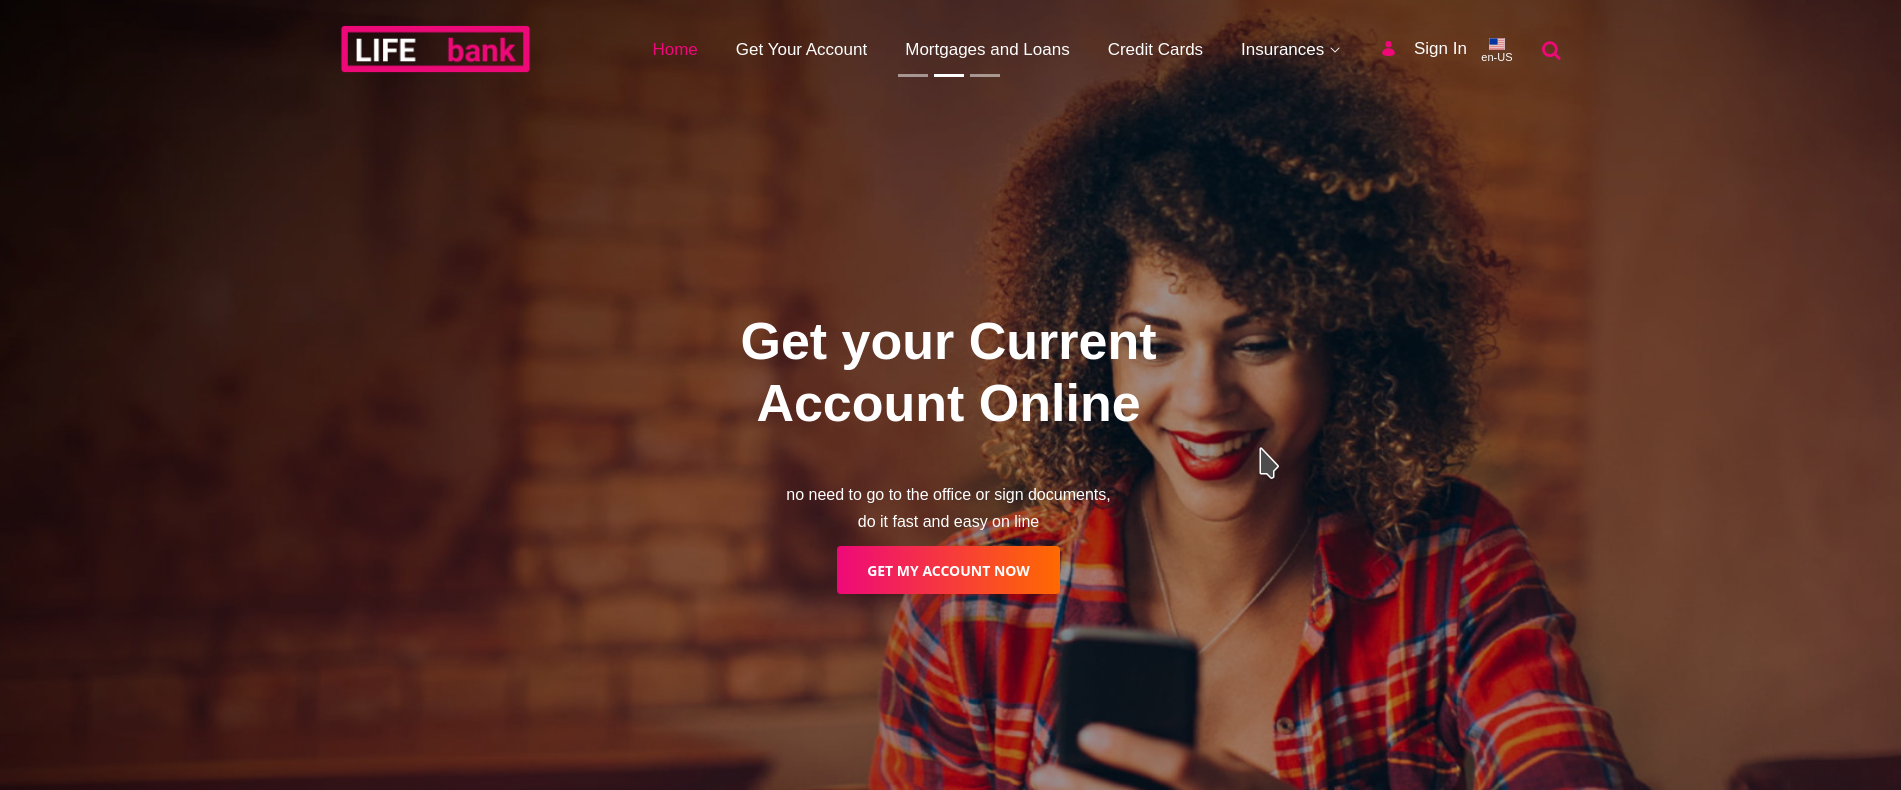 LIFE bank
Home
Get Your Account
Mortgages and Loans
Credit Cards
Insurances
Sign In
en-US
Get your Current
Account Online
no need to go to the office or sign documents,
do it fast and easy on line
GET MY ACCOUNT NOW